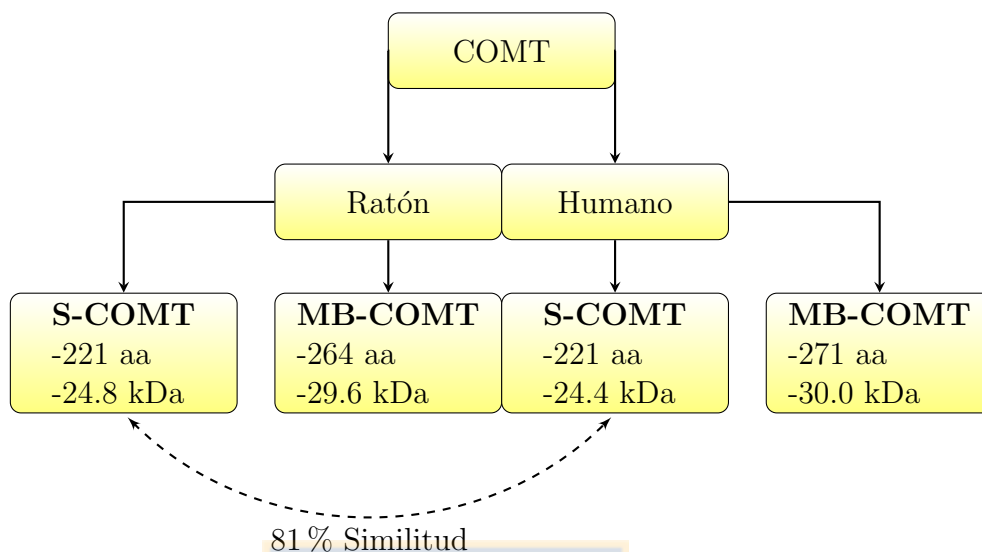 COMT
Ratón
Humano
S-COMT
-221 aa
-24.8 kDa
MB-COMT
-264 aa
-29.6 kDa
S-COMT
-221 aa
-24.4 kDa
MB-COMT
-271 aa
-30.0 kDa
81 % Similitud